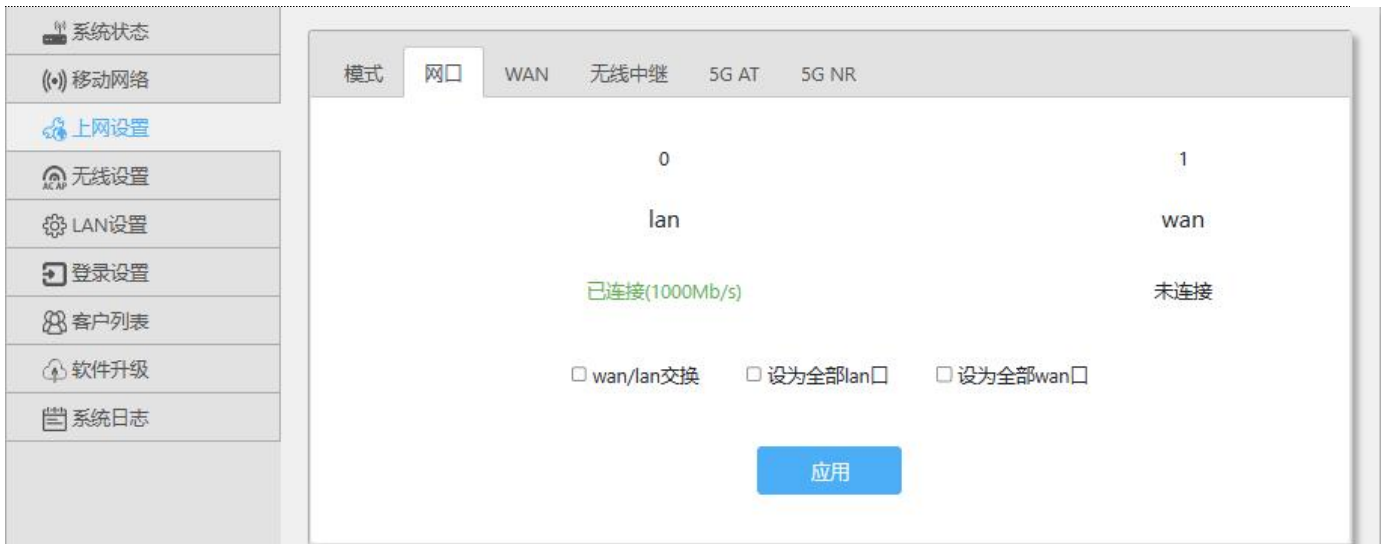 系统状态
移动网络
上网设置
AC AP 无线设置
LAN设置
登录设置
客户列表
软件升级
系统日志
模式 网口 WAN 无线中继 5G AT 5G NR
0 1
lan wan
已连接(1000Mb/s) 未连接
wan/lan交换 设为全部lan口 设为全部wan口
应用